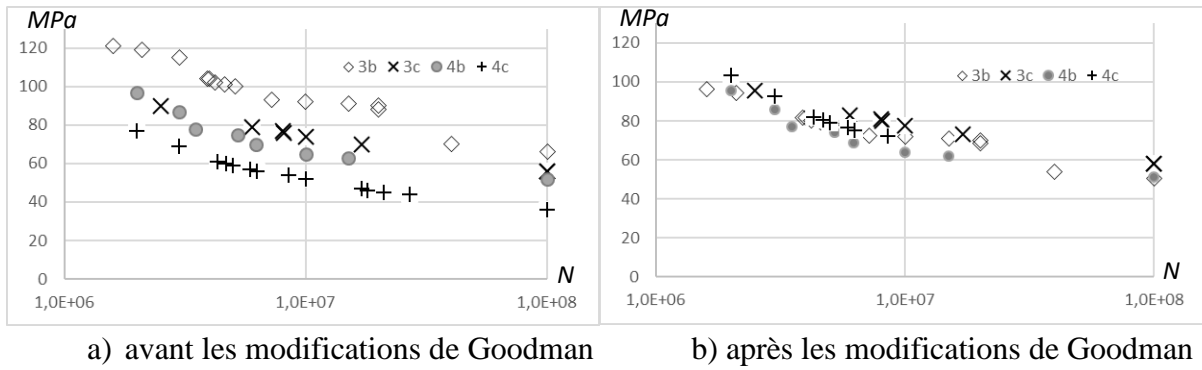 MPa
120
100
80
60
40
20
0
3b 3c 4b 4c
N
1,0E+06 1,0E+07 1,0E+08
a) avant les modifications de Goodman
MPa
120
100
80
60
40
20
0
3b 3c 4b 4c
N
1,0E+06 1,0E+07 1,0E+08
b) après les modifications de Goodman